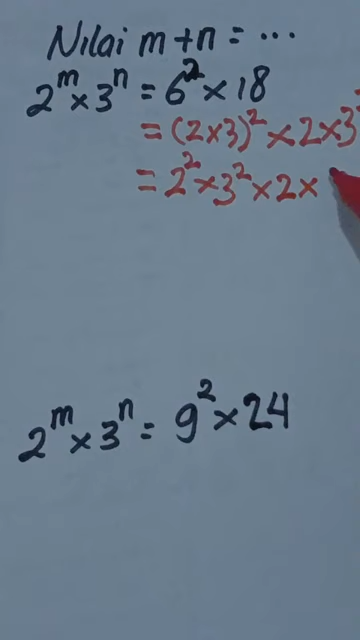 Nilai m+n = ...
2^m × 3^n = 6^2 × 18
= (2×3)^2 × 2×3^2
= 2^2 × 3^2 × 2×
2^m × 3^n = 9^2 × 24